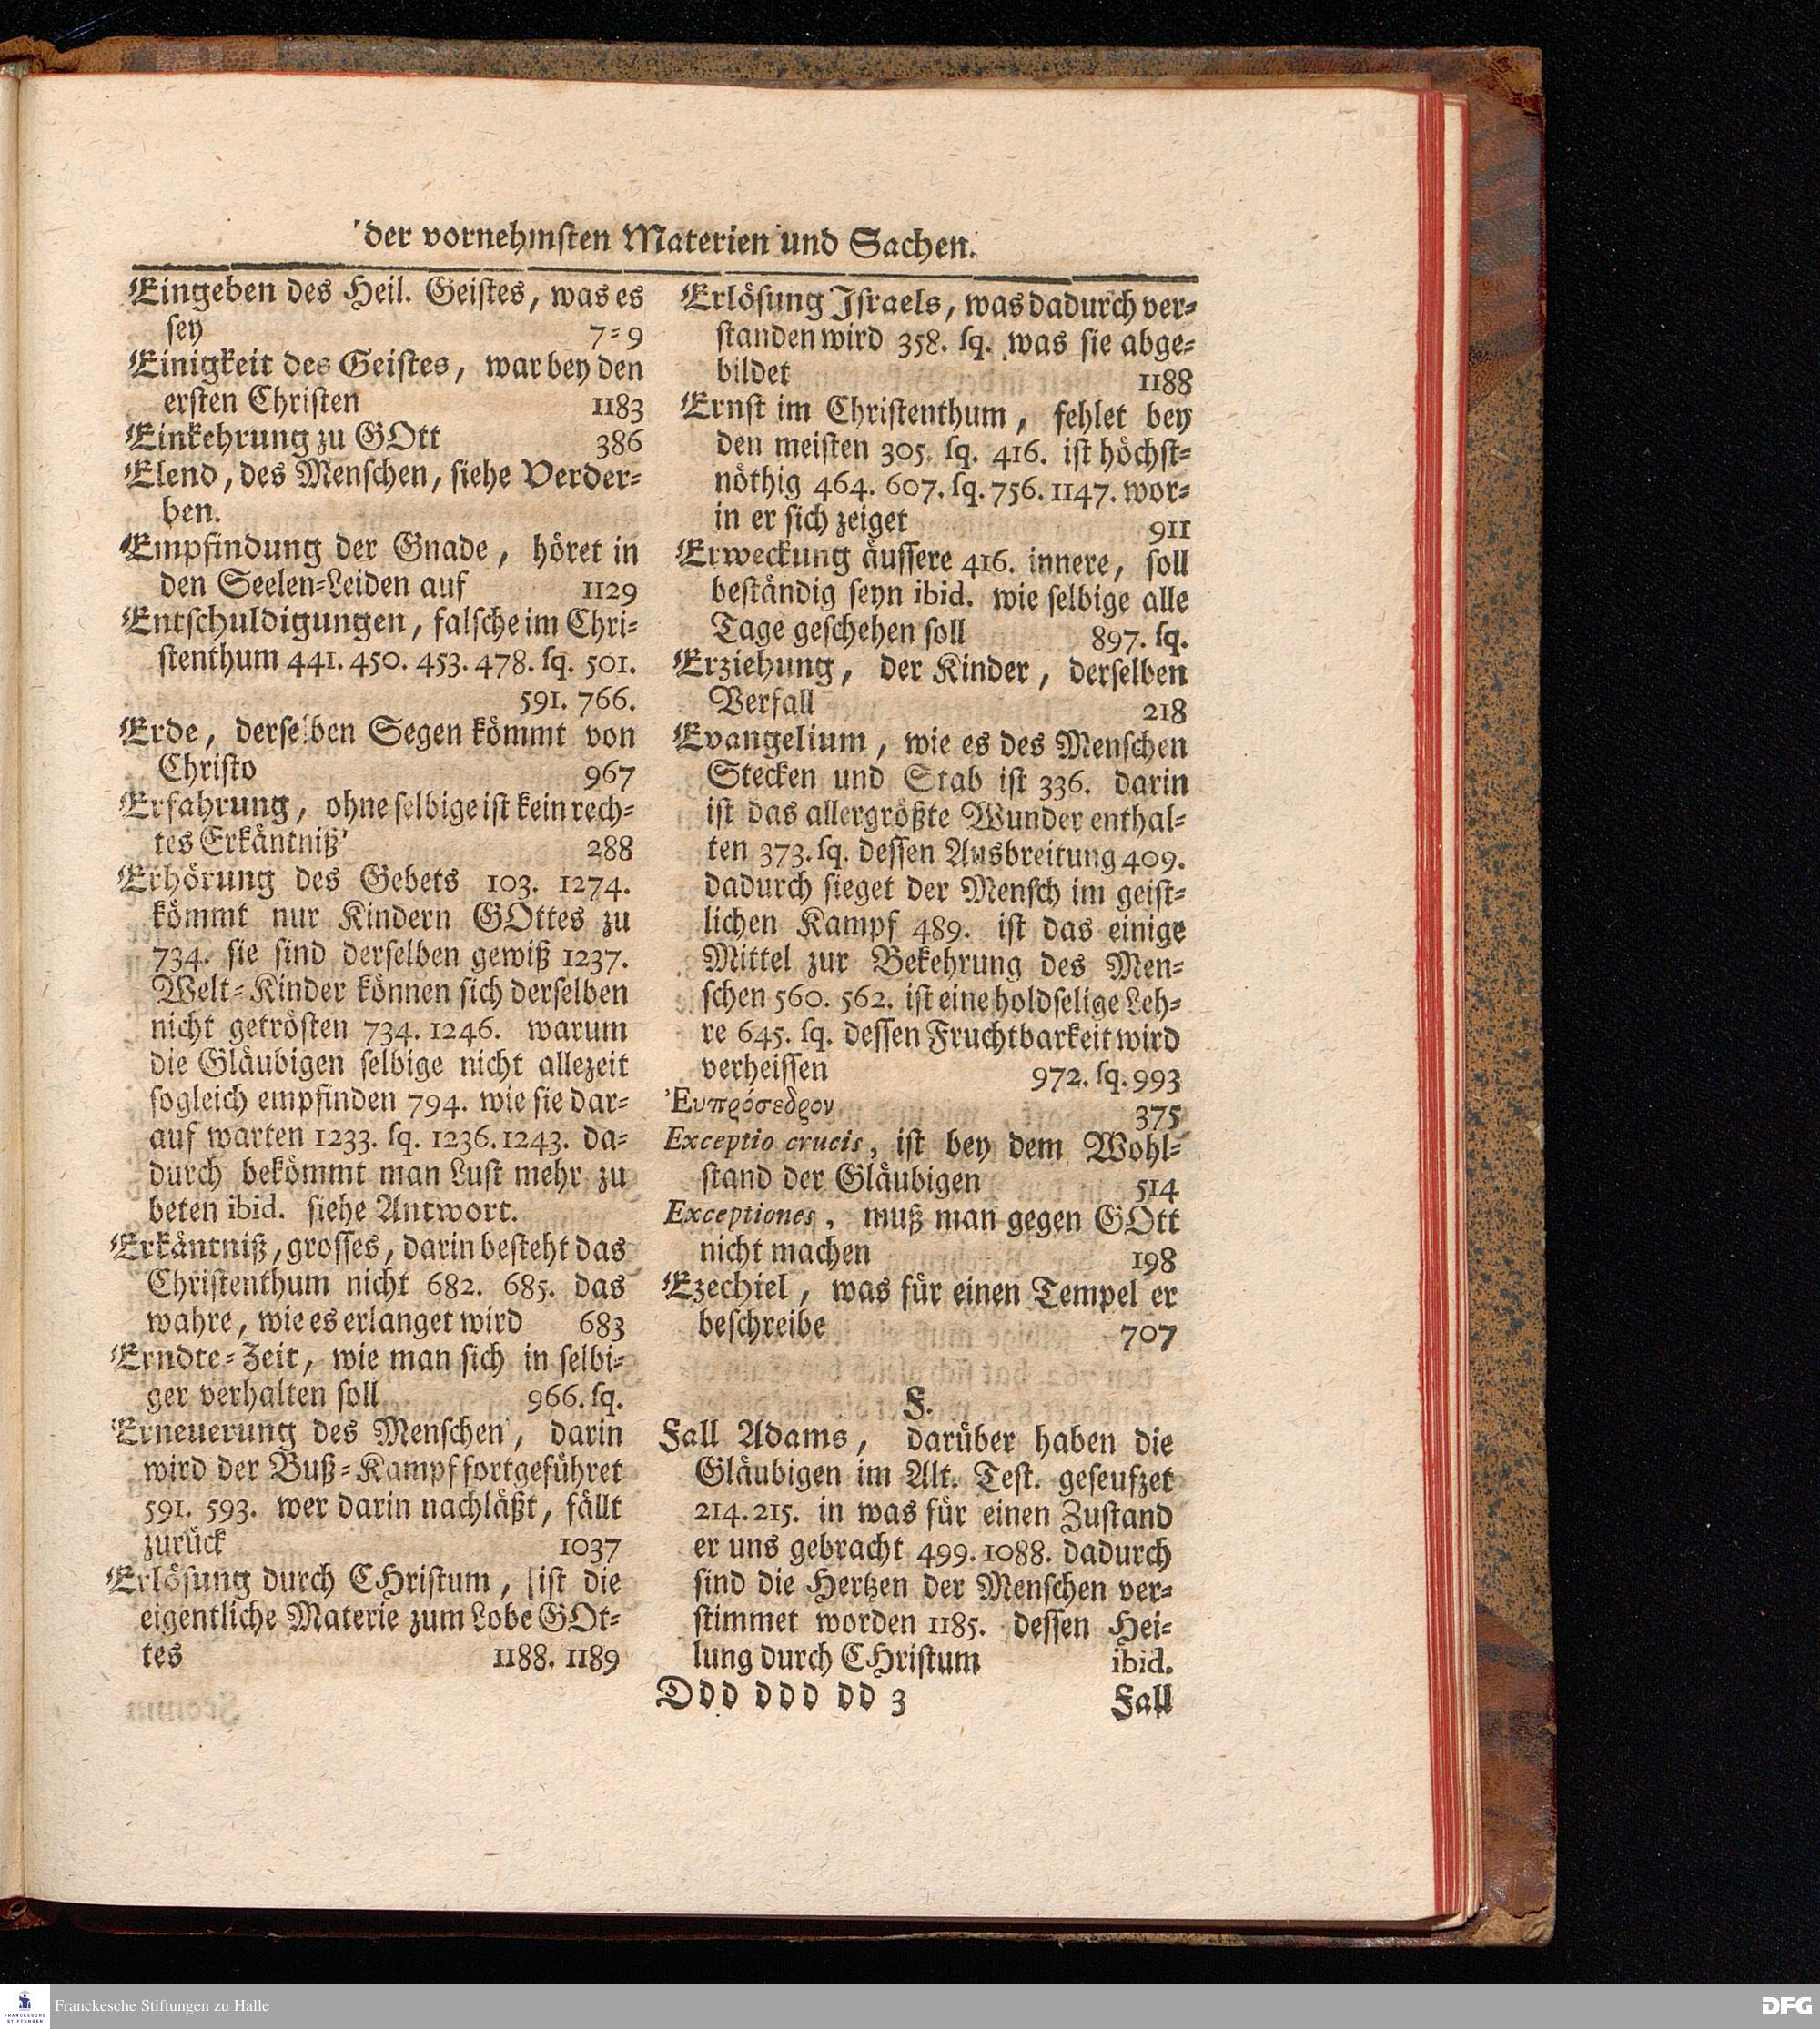 der vornehmsten Materien und Sachen.
Eingeben des Heil. Geistes, was es
sey 7=9
Einigkeit des Geistes, war bey den
ersten Christen 1183
Einkehrung zu GOtt 386
Elend, des Menschen, siehe Verder=
ben.
Empfindung der Gnade, höret in
den Seelen=Leiden auf 1129
Entschuldigungen, falsche im Chri=
stenthum 441. 450. 453. 478. sq. 501.
591. 766.
Erde, derselben Segen kömmt von
Christo 967
Erfahrung, ohne selbige ist kein rech=
tes Erkäntniß 288
Erhörung des Gebets 103. 1274.
kömmt nur Kindern GOttes zu
734. sie sind derselben gewiß 1237.
Welt=Kinder können sich derselben
nicht getrösten 734. 1246. warum
die Gläubigen selbige nicht allezeit
sogleich empfinden 794. wie sie dar=
auf warten 1233. sq. 1236. 1243. da=
durch bekömmt man Lust mehr zu
beten ibid. siehe Antwort.
Erkäntniß, grosses, darin besteht das
Christenthum nicht 682. 685. das
wahre, wie es erlanget wird 683
Erndte=Zeit, wie man sich in selbi=
ger verhalten soll 966. sq.
Erneuerung des Menschen, darin
wird der Buß=Kampf fortgeführet
591. 593. wer darin nachläßt, fällt
zurück 1037
Erlösung durch CHristum, ist die
eigentliche Materie zum Lobe GOt=
tes 1188. 1189
Erlösung Israels, was dadurch ver=
standen wird 358. sq. was sie abge=
bildet 1188
Ernst im Christenthum, fehlet bey
den meisten 305. sq. 416. ist höchst=
nöthig 464. 607. sq. 756. 1147. wor=
in er sich zeiget 911
Erweckung äussere 416. innere, soll
beständig seyn ibid. wie selbige alle
Tage geschehen soll 897. sq.
Erziehung, der Kinder, derselben
Verfall 218
Evangelium, wie es des Menschen
Stecken und Stab ist 336. darin
ist das allergrößte Wunder enthal=
ten 373. sq. dessen Ausbreitung 409.
dadurch sieget der Mensch im geist=
lichen Kampf 489. ist das einige
Mittel zur Bekehrung des Men=
schen 560. 562. ist eine holdselige Leh=
re 645. sq. dessen Fruchtbarkeit wird
verheissen 972. sq. 993
Ἐυπρόσεδρον 375
Exceptio crucis, ist bey dem Wohl=
stand der Gläubigen 514
Exceptiones, muß man gegen GOtt
nicht machen 198
Ezechiel, was für einen Tempel er
beschreibe 707
F.
Fall Adams, darüber haben die
Gläubigen im Alt. Test. geseufzet
214. 215. in was für einen Zustand
er uns gebracht 499. 1088. dadurch
sind die Hertzen der Menschen ver=
stimmet worden 1185. dessen Hei=
lung durch CHristum ibid.
Ddd ddd dd 3 Fall
FRANCKESCHE
STIFTUNGEN
Franckesche Stiftungen zu Halle
DFG